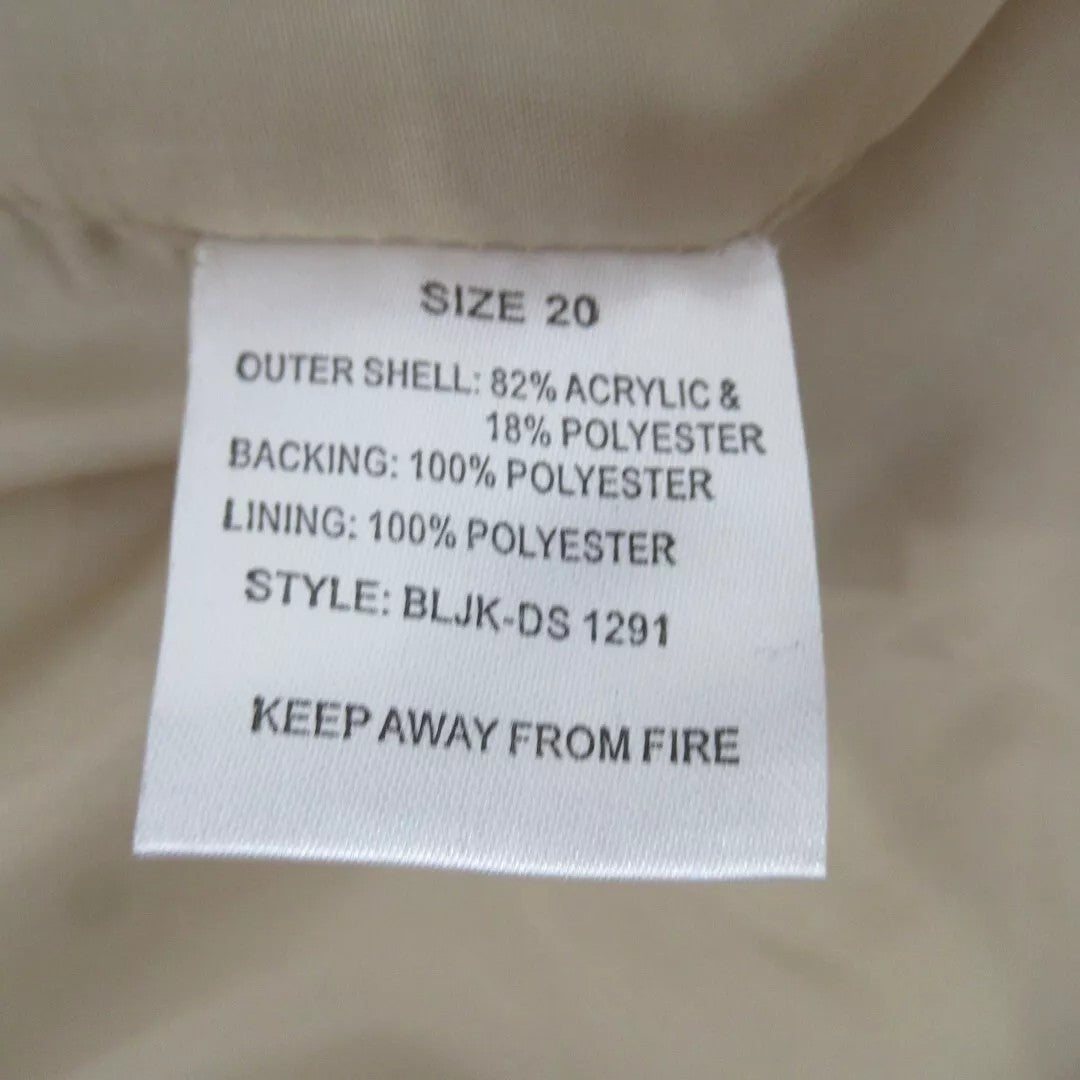 SIZE 20
OUTER SHELL: 82% ACRYLIC &
18% POLYESTER
BACKING: 100% POLYESTER
LINING: 100% POLYESTER
STYLE: BLJK-DS 1291
KEEP AWAY FROM FIRE